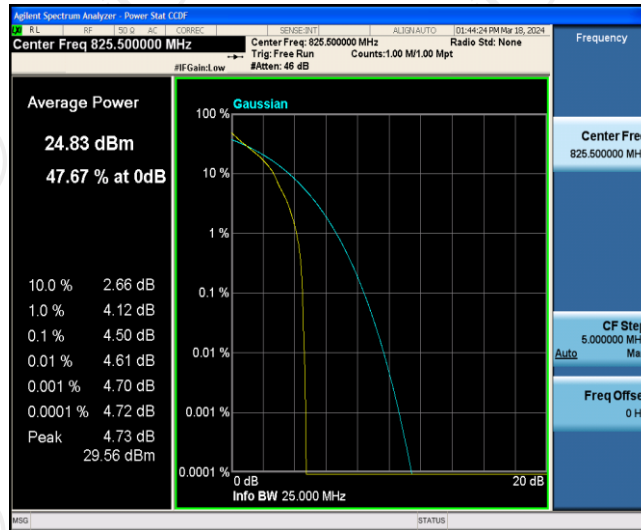 Agilent Spectrum Analyzer - Power Stat CCDF
RL RF 50 Ω AC CORREC SENSE:INT ALIGN AUTO 01:44:24 PM Mar 18, 2024
Center Freq 825.500000 MHz
Center Freq: 825.500000 MHz Radio Std: None
Trig: Free Run Counts:1.00 M/1.00 Mpt
#IFGain:Low #Atten: 46 dB
Frequency
Average Power
24.83 dBm
47.67 % at 0dB
10.0 % 2.66 dB
1.0 % 4.12 dB
0.1 % 4.50 dB
0.01 % 4.61 dB
0.001 % 4.70 dB
0.0001 % 4.72 dB
Peak 4.73 dB
29.56 dBm
Gaussian
100 %
10 %
1 %
0.1 %
0.01 %
0.001 %
0.0001 %
0 dB 20 dB
Info BW 25.000 MHz
Center Fre
825.500000 MH
CF Ste
5.000000 MH
Auto Ma
Freq Offse
0 H
MSG STATUS